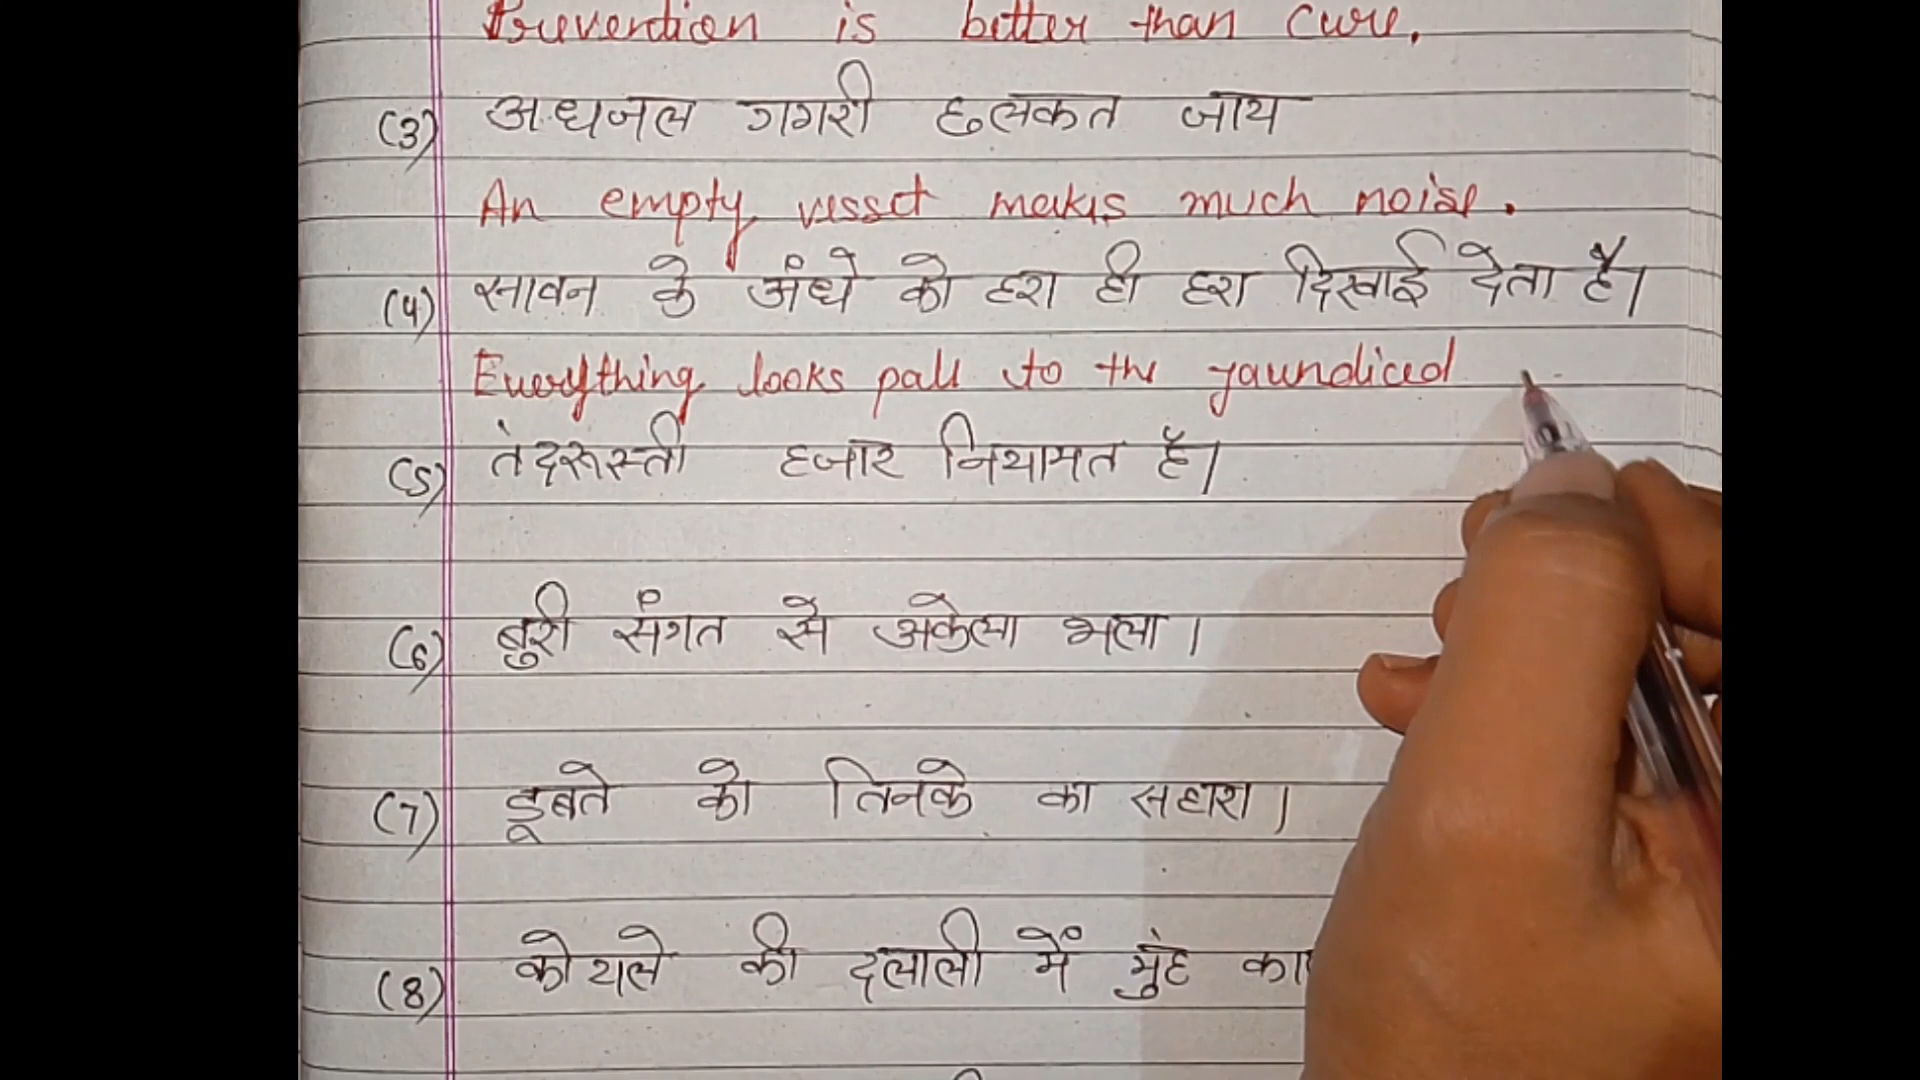 Prevention is better than cure.
(3) अधजल गगरी छलकत जाय
An empty vessel makes much noise.
(4) सावन के अंधे को हरा ही हरा दिखाई देता है।
Everything looks pale to the jaundiced
(5) तंदरूस्ती हजार नियामत है।
(6) बुरी संगत से अकेला भला।
(7) डूबते को तिनके का सहारा।
(8) कोयले की दलाली में मुंह का